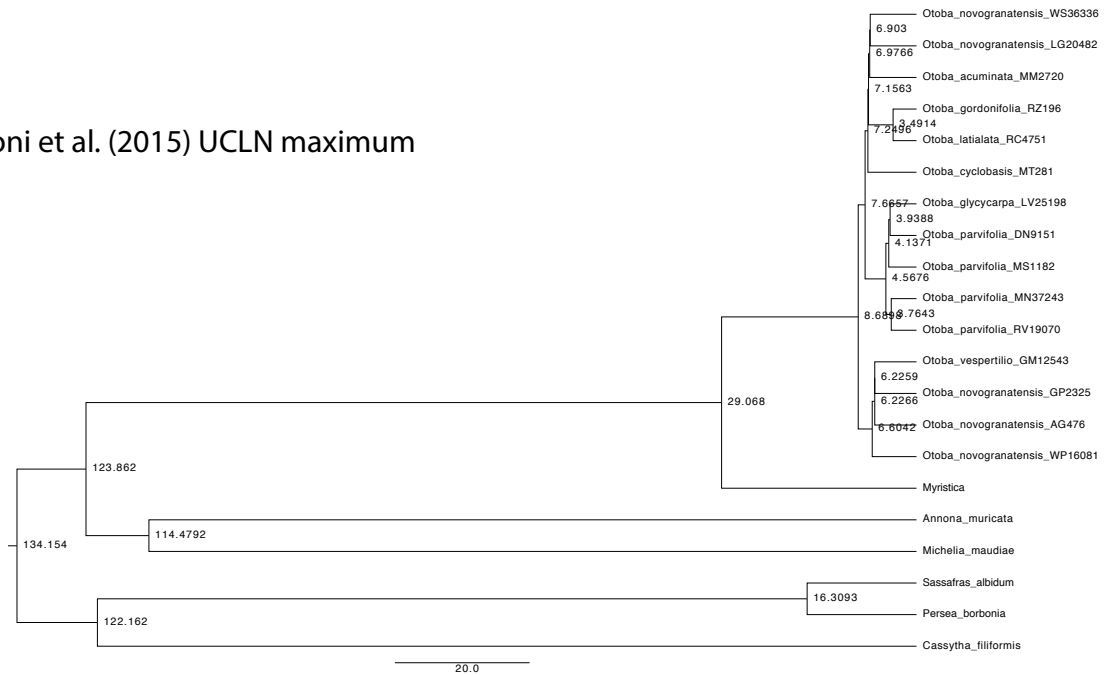 Otoba_novogranatensis_WS36336
6.903
Otoba_novogranatensis_LG20482
6.9766
Otoba_acuminata_MM2720
7.1563
Otoba_gordonifolia_RZ196
3.4914
7.2496
Otoba_latialata_RC4751
oni et al. (2015) UCLN maximum
Otoba_cyclobasis_MT281
Otoba_glycycarpa_LV25198
7.6657
3.9388
Otoba_parvifolia_DN9151
4.1371
Otoba_parvifolia_MS1182
4.5676
Otoba_parvifolia_MN37243
8.6898
3.7643
Otoba_parvifolia_RV19070
Otoba_vespertilio_GM12543
6.2259
Otoba_novogranatensis_GP2325
6.2266
29.068
Otoba_novogranatensis_AG476
6.6042
Otoba_novogranatensis_WP16081
123.862
Myristica
Annona_muricata
114.4792
134.154
Michelia_maudiae
Sassafras_albidum
16.3093
Persea_borbonia
122.162
Cassytha_filiformis
20.0